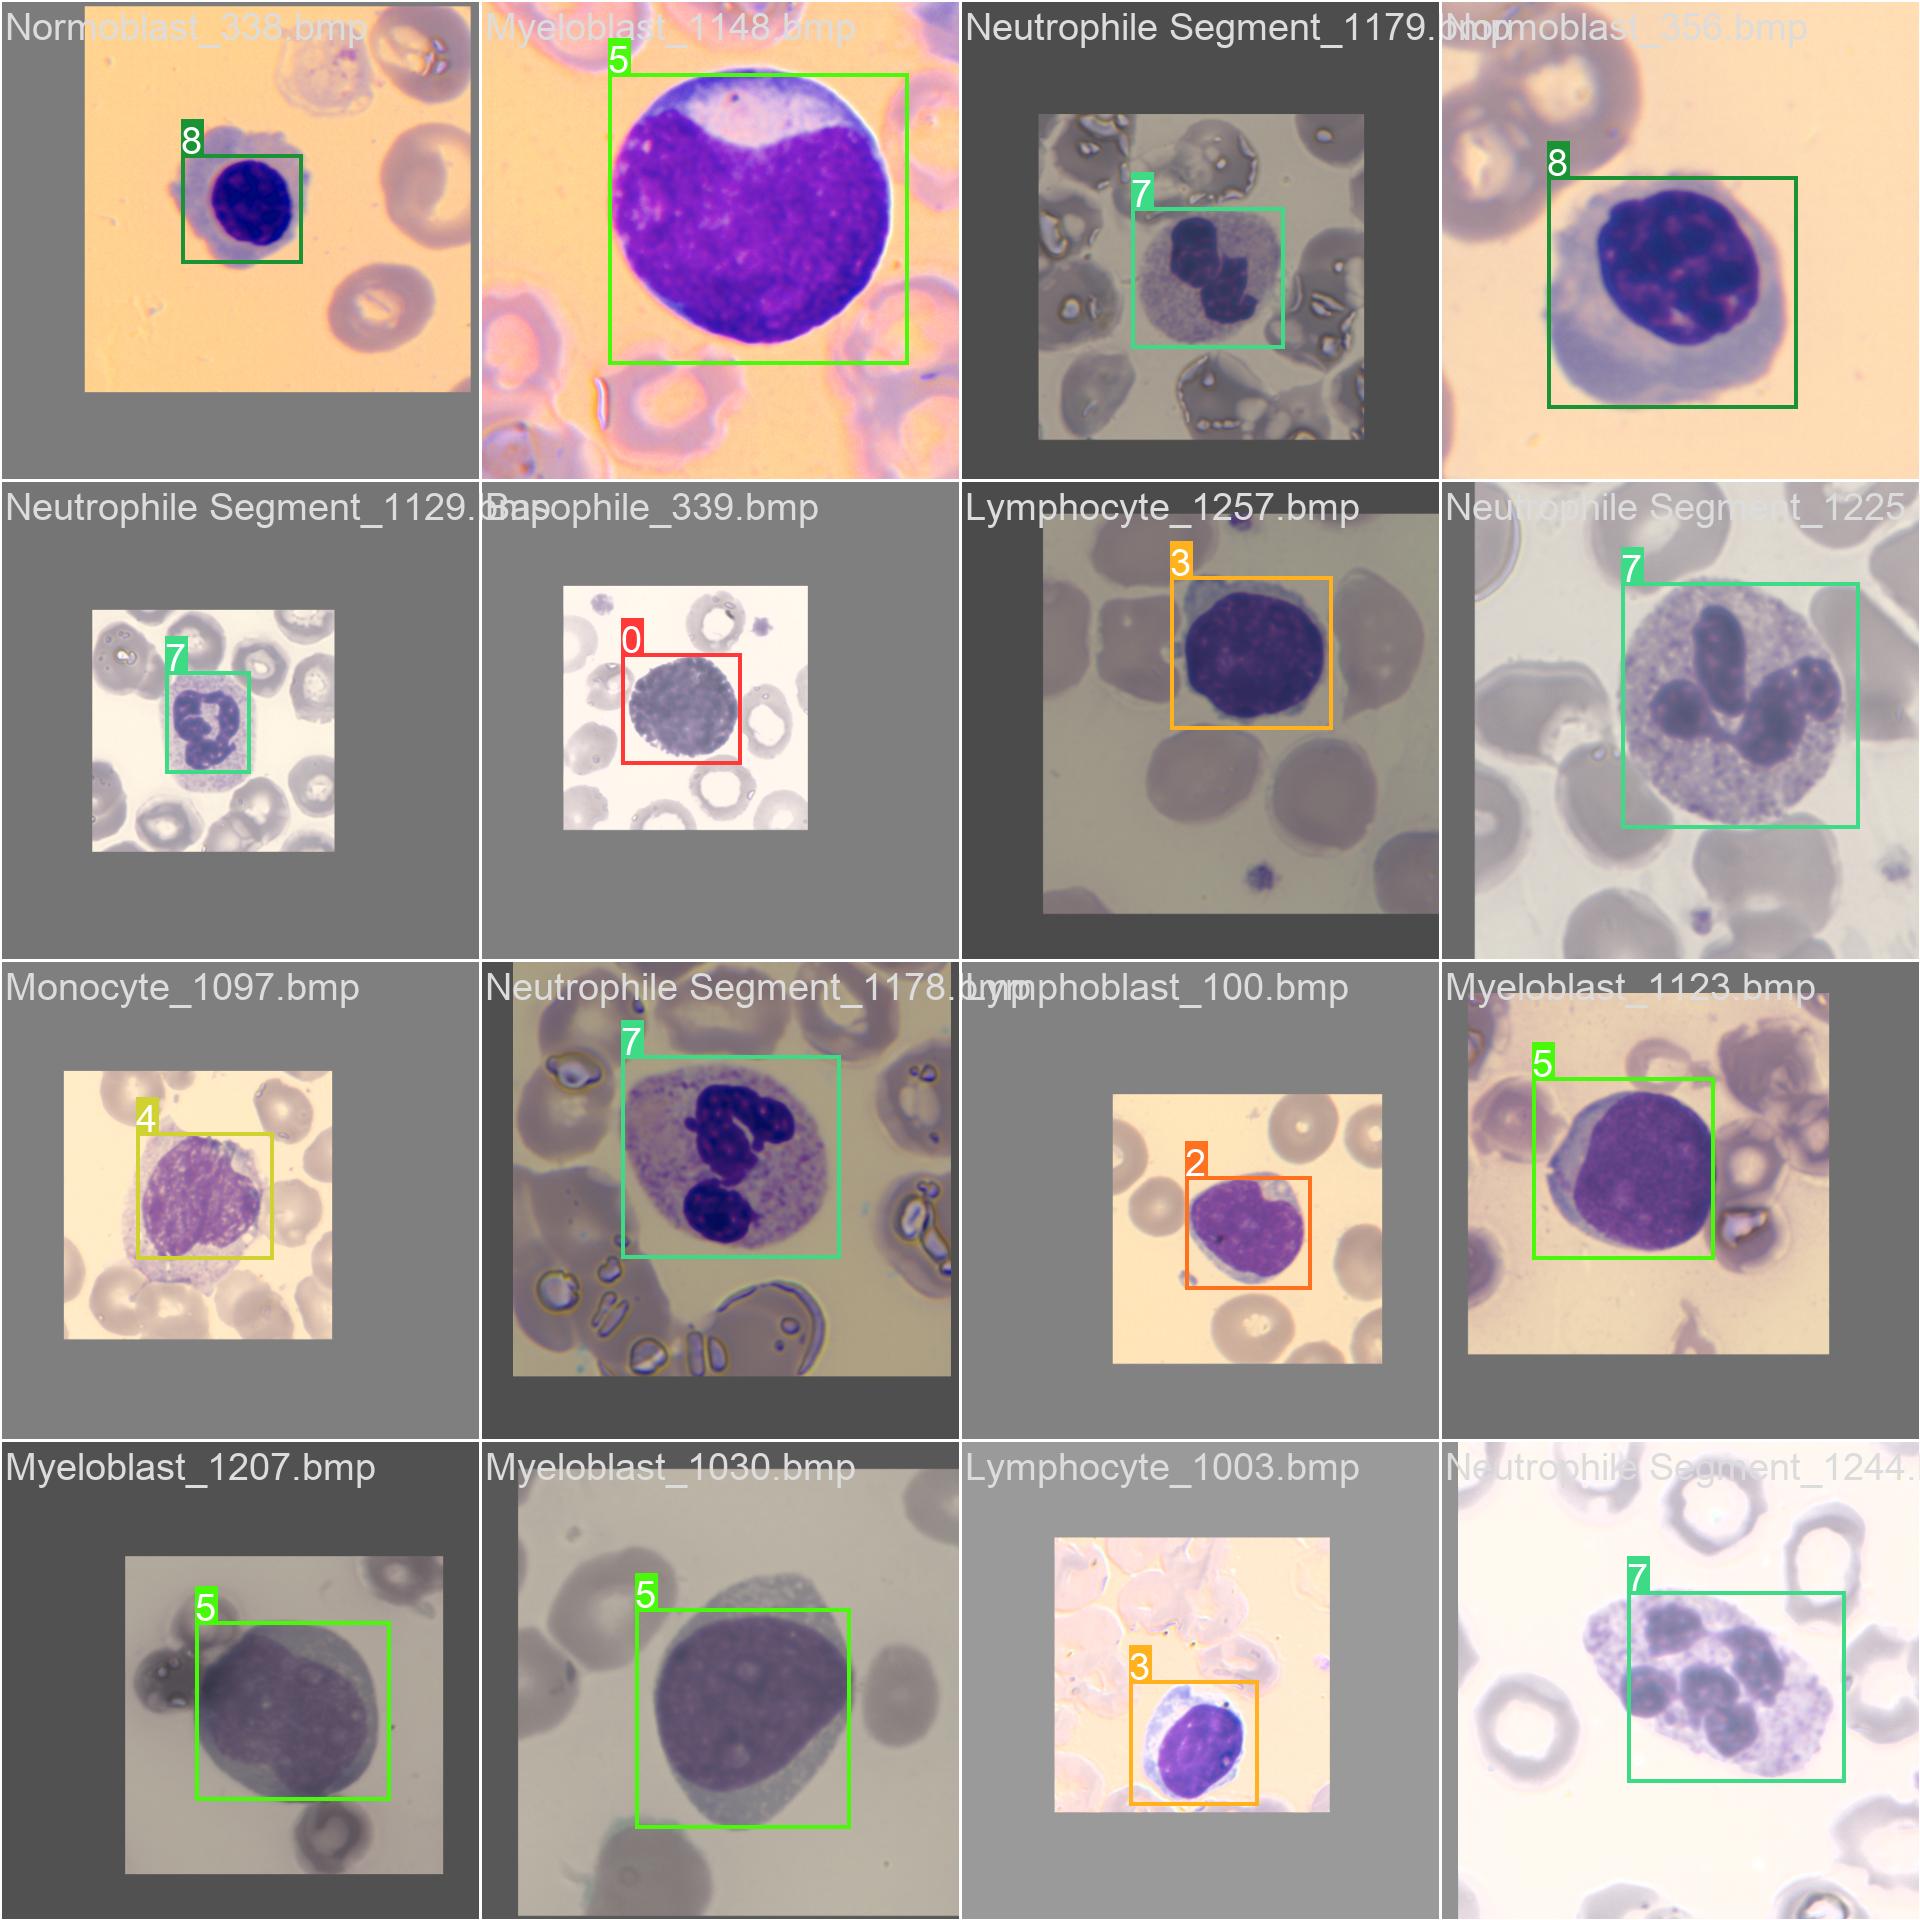 Normoblast_338.bmp
8
Myeloblast_1148.bmp
5
Neutrophile Segment_1179.bmp
7
Normoblast_356.bmp
8
Neutrophile Segment_1129.bmp
7
Basophile_339.bmp
0
Lymphocyte_1257.bmp
3
Neutrophile Segment_1225
7
Monocyte_1097.bmp
4
Neutrophile Segment_1178.bmp
7
Lymphoblast_100.bmp
2
Myeloblast_1123.bmp
5
Myeloblast_1207.bmp
5
Myeloblast_1030.bmp
5
Lymphocyte_1003.bmp
3
Neutrophile Segment_1244.
7